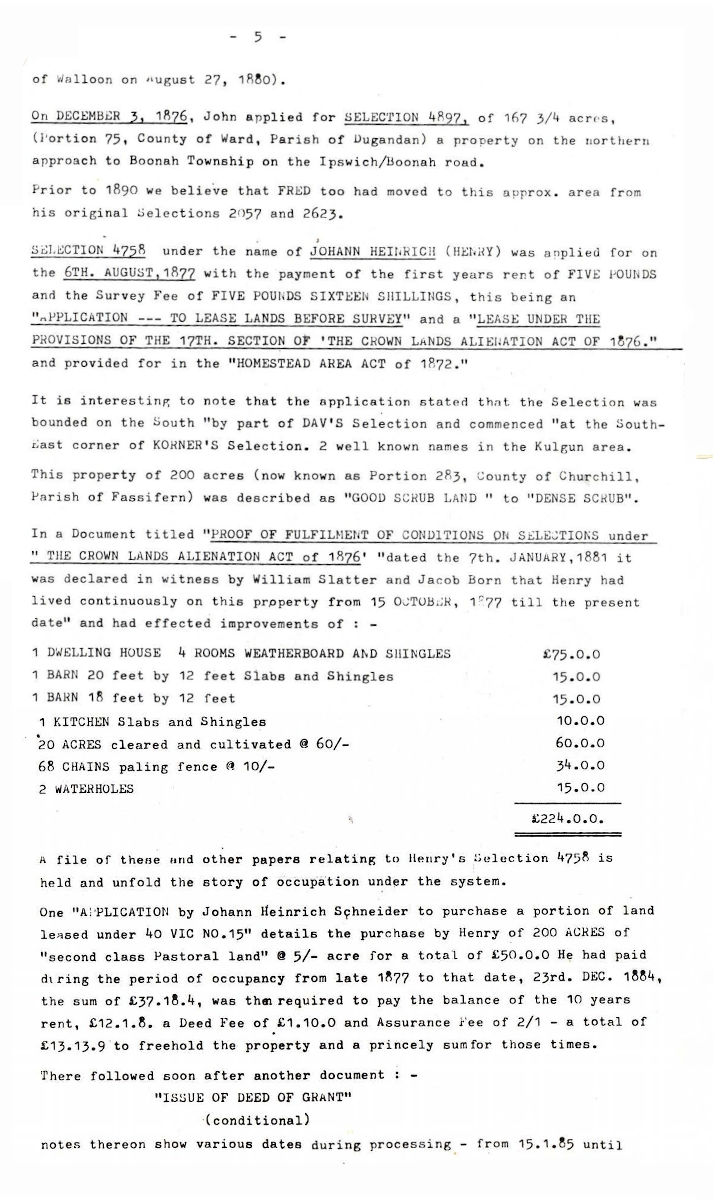 - 5 -
of Walloon on August 27, 1880).
On DECEMBER 3, 1876, John applied for SELECTION 4897, of 167 3/4 acres,
(Portion 75, County of Ward, Parish of Dugandan) a property on the northern
approach to Boonah Township on the Ipswich/Boonah road.
Prior to 1890 we believe that FRED too had moved to this approx. area from
his original Selections 2057 and 2623.
SELECTION 4758 under the name of JOHANN HEINRICH (HENRY) was applied for on
the 6TH. AUGUST,1877 with the payment of the first years rent of FIVE POUNDS
and the Survey Fee of FIVE POUNDS SIXTEEN SHILLINGS, this being an
"APPLICATION --- TO LEASE LANDS BEFORE SURVEY" and a "LEASE UNDER THE
PROVISIONS OF THE 17TH. SECTION OF 'THE CROWN LANDS ALIENATION ACT OF 1876."
and provided for in the "HOMESTEAD AREA ACT of 1872."
It is interesting to note that the application stated that the Selection was
bounded on the South "by part of DAV'S Selection and commenced "at the South-
East corner of KORNER'S Selection. 2 well known names in the Kulgun area.
This property of 200 acres (now known as Portion 283, County of Churchill,
Parish of Fassifern) was described as "GOOD SCRUB LAND " to "DENSE SCRUB".
In a Document titled "PROOF OF FULFILMENT OF CONDITIONS ON SELECTIONS under
" THE CROWN LANDS ALIENATION ACT of 1876' "dated the 7th. JANUARY,1881 it
was declared in witness by William Slatter and Jacob Born that Henry had
lived continuously on this property from 15 OCTOBER, 1877 till the present
date" and had effected improvements of : -
1 DWELLING HOUSE 4 ROOMS WEATHERBOARD AND SHINGLES £75.0.0
1 BARN 20 feet by 12 feet Slabs and Shingles 15.0.0
1 BARN 18 feet by 12 feet 15.0.0
1 KITCHEN Slabs and Shingles 10.0.0
20 ACRES cleared and cultivated @ 60/- 60.0.0
68 CHAINS paling fence @ 10/- 34.0.0
2 WATERHOLES 15.0.0
£224.0.0.
A file of these and other papers relating to Henry's Selection 4758 is
held and unfold the story of occupation under the system.
One "APPLICATION by Johann Heinrich Schneider to purchase a portion of land
leased under 40 VIC NO.15" details the purchase by Henry of 200 ACRES of
"second class Pastoral land" @ 5/- acre for a total of £50.0.0 He had paid
during the period of occupancy from late 1877 to that date, 23rd. DEC. 1884,
the sum of £37.18.4, was then required to pay the balance of the 10 years
rent, £12.1.8. a Deed Fee of £1.10.0 and Assurance Fee of 2/1 - a total of
£13.13.9 to freehold the property and a princely sum for those times.
There followed soon after another document : -
"ISSUE OF DEED OF GRANT"
(conditional)
notes thereon show various dates during processing - from 15.1.85 until